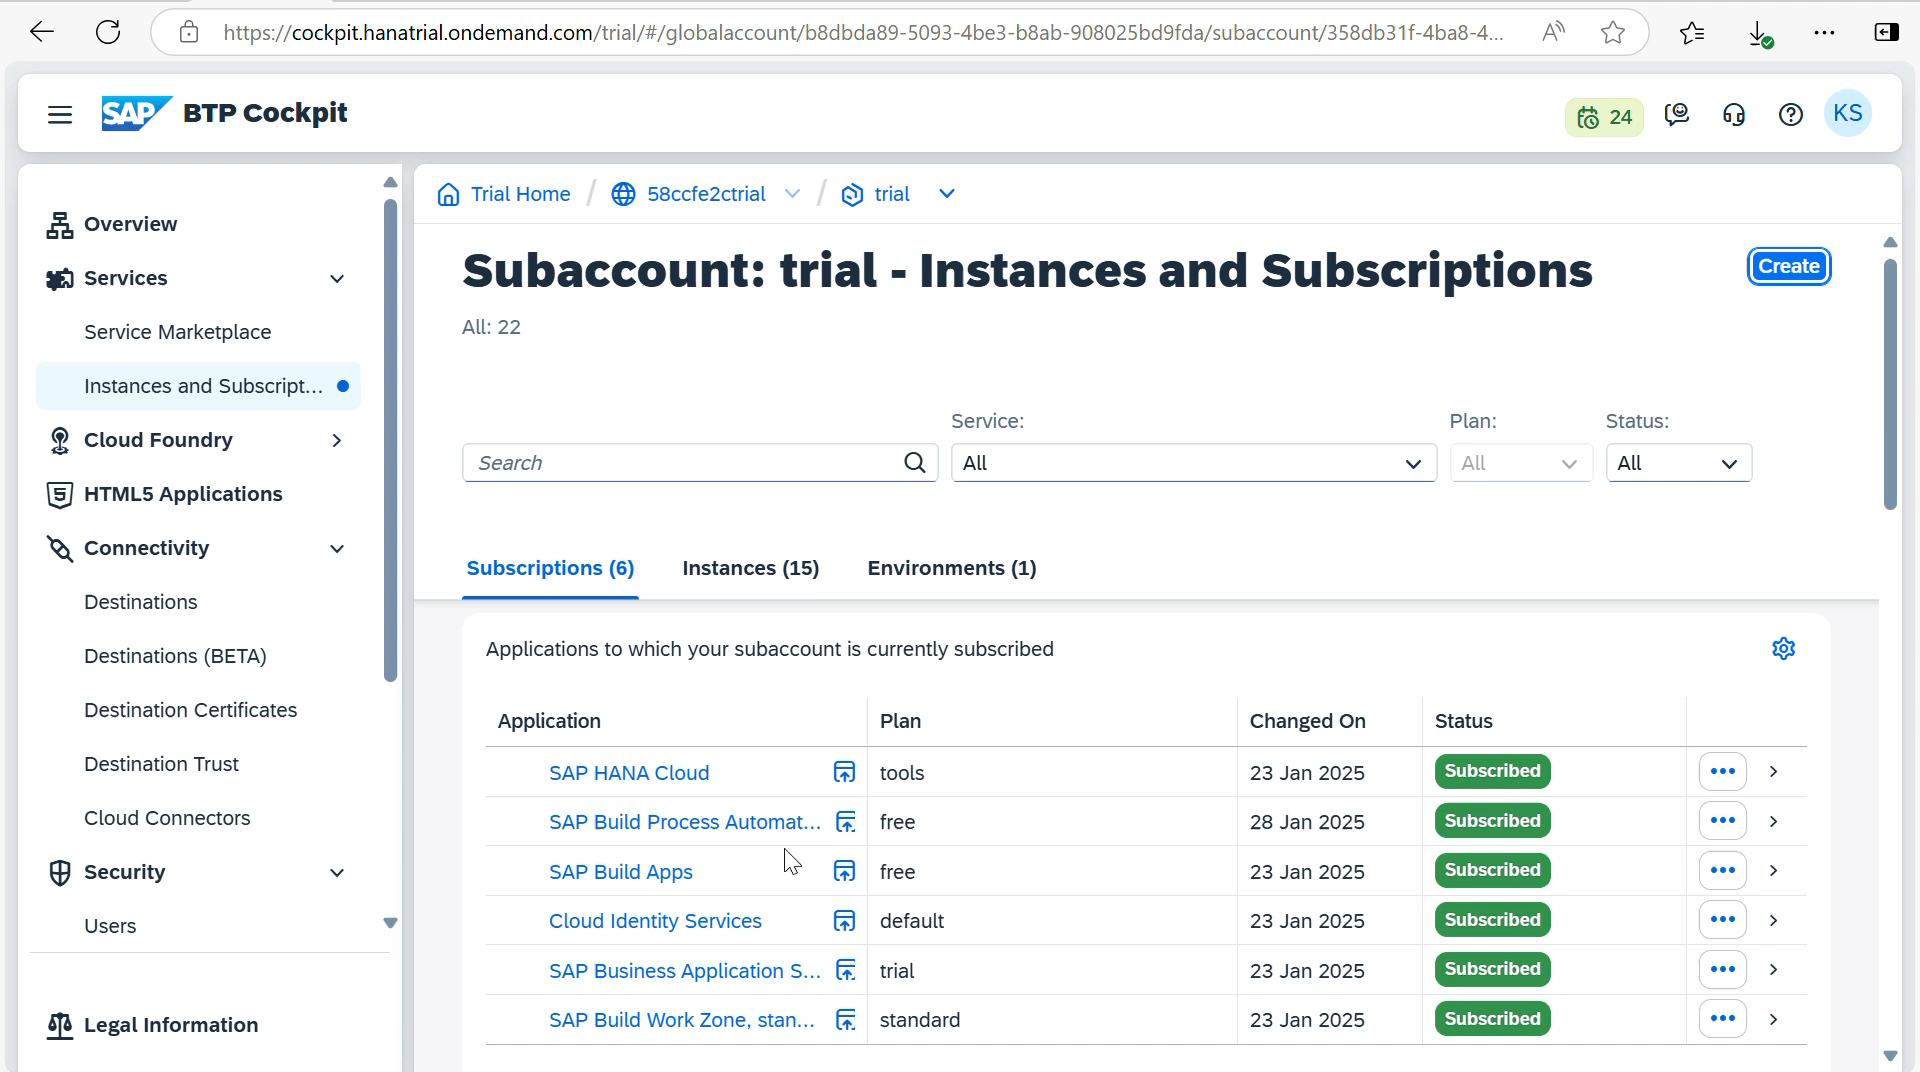 https://cockpit.hanatrial.ondemand.com/trial/#/globalaccount/b8dbda89-5093-4be3-b8ab-908025bd9fda/subaccount/358db31f-4ba8-4...
SAP BTP Cockpit
24
KS
Overview
Services
Service Marketplace
Instances and Subscript...
Cloud Foundry
HTML5 Applications
Connectivity
Destinations
Destinations (BETA)
Destination Certificates
Destination Trust
Cloud Connectors
Security
Users
Legal Information
Trial Home / 58ccfe2ctrial / trial
Subaccount: trial - Instances and Subscriptions
Create
All: 22
Service: Plan: Status:
Search All All All
Subscriptions (6) Instances (15) Environments (1)
Applications to which your subaccount is currently subscribed
Application Plan Changed On Status
SAP HANA Cloud tools 23 Jan 2025 Subscribed
SAP Build Process Automat... free 28 Jan 2025 Subscribed
SAP Build Apps free 23 Jan 2025 Subscribed
Cloud Identity Services default 23 Jan 2025 Subscribed
SAP Business Application S... trial 23 Jan 2025 Subscribed
SAP Build Work Zone, stan... standard 23 Jan 2025 Subscribed